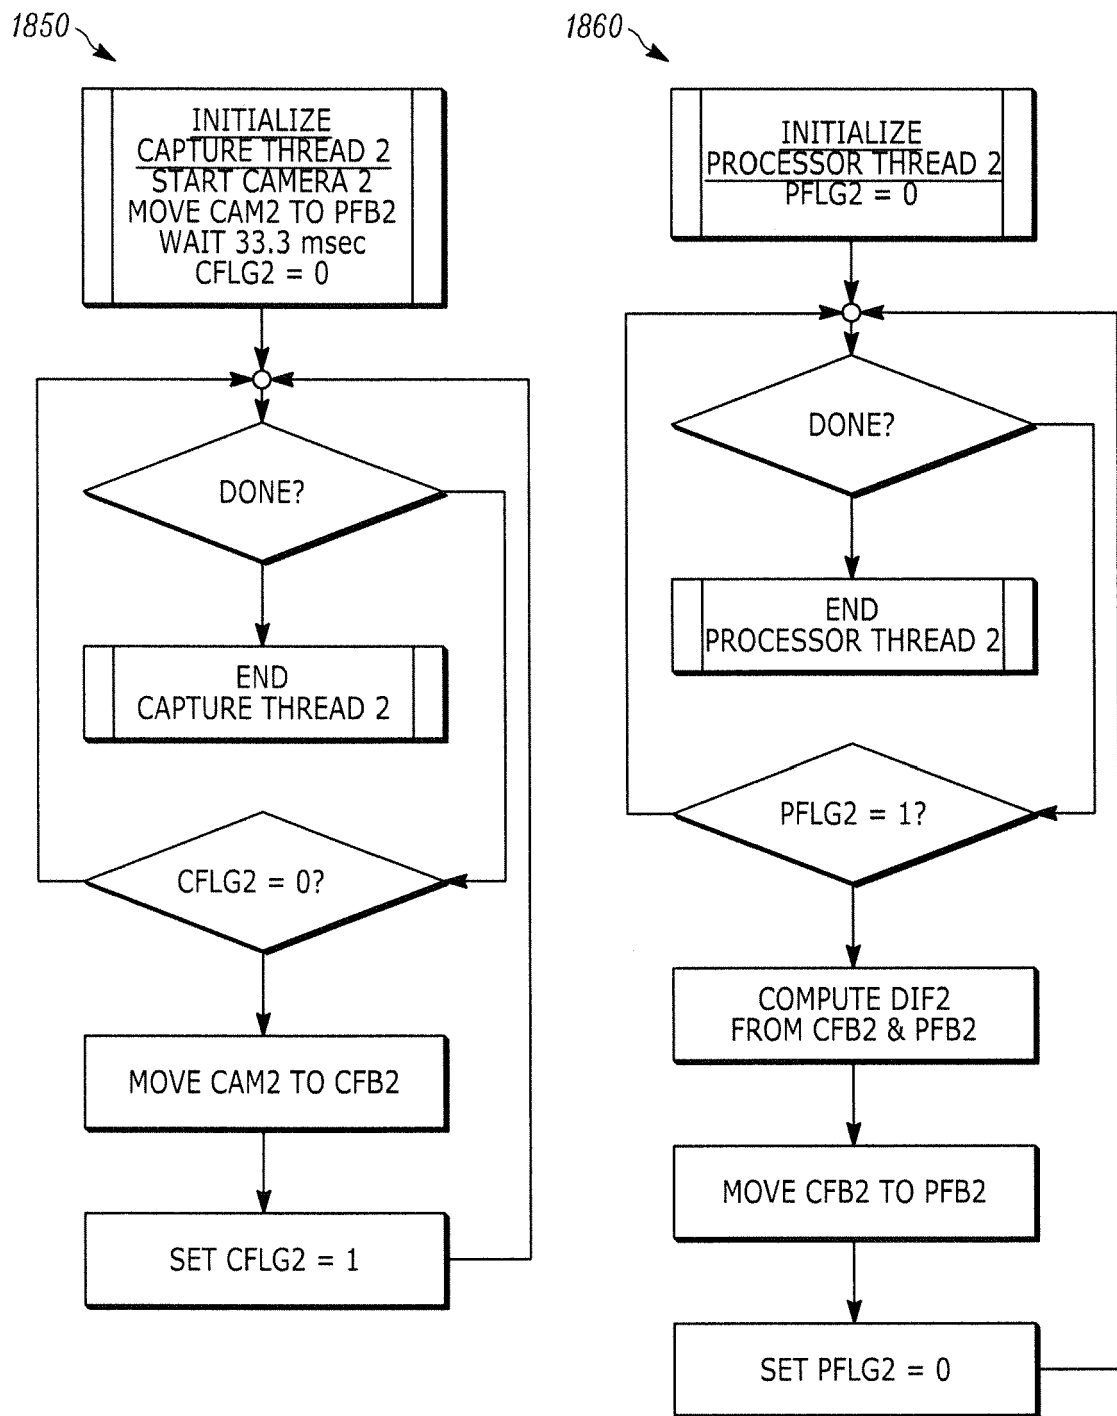 1850
INITIALIZE
CAPTURE THREAD 2
START CAMERA 2
MOVE CAM2 TO PFB2
WAIT 33.3 msec
CFLG2 = 0
DONE?
END
CAPTURE THREAD 2
CFLG2 = 0?
MOVE CAM2 TO CFB2
SET CFLG2 = 1
1860
INITIALIZE
PROCESSOR THREAD 2
PFLG2 = 0
DONE?
END
PROCESSOR THREAD 2
PFLG2 = 1?
COMPUTE DIF2
FROM CFB2 & PFB2
MOVE CFB2 TO PFB2
SET PFLG2 = 0